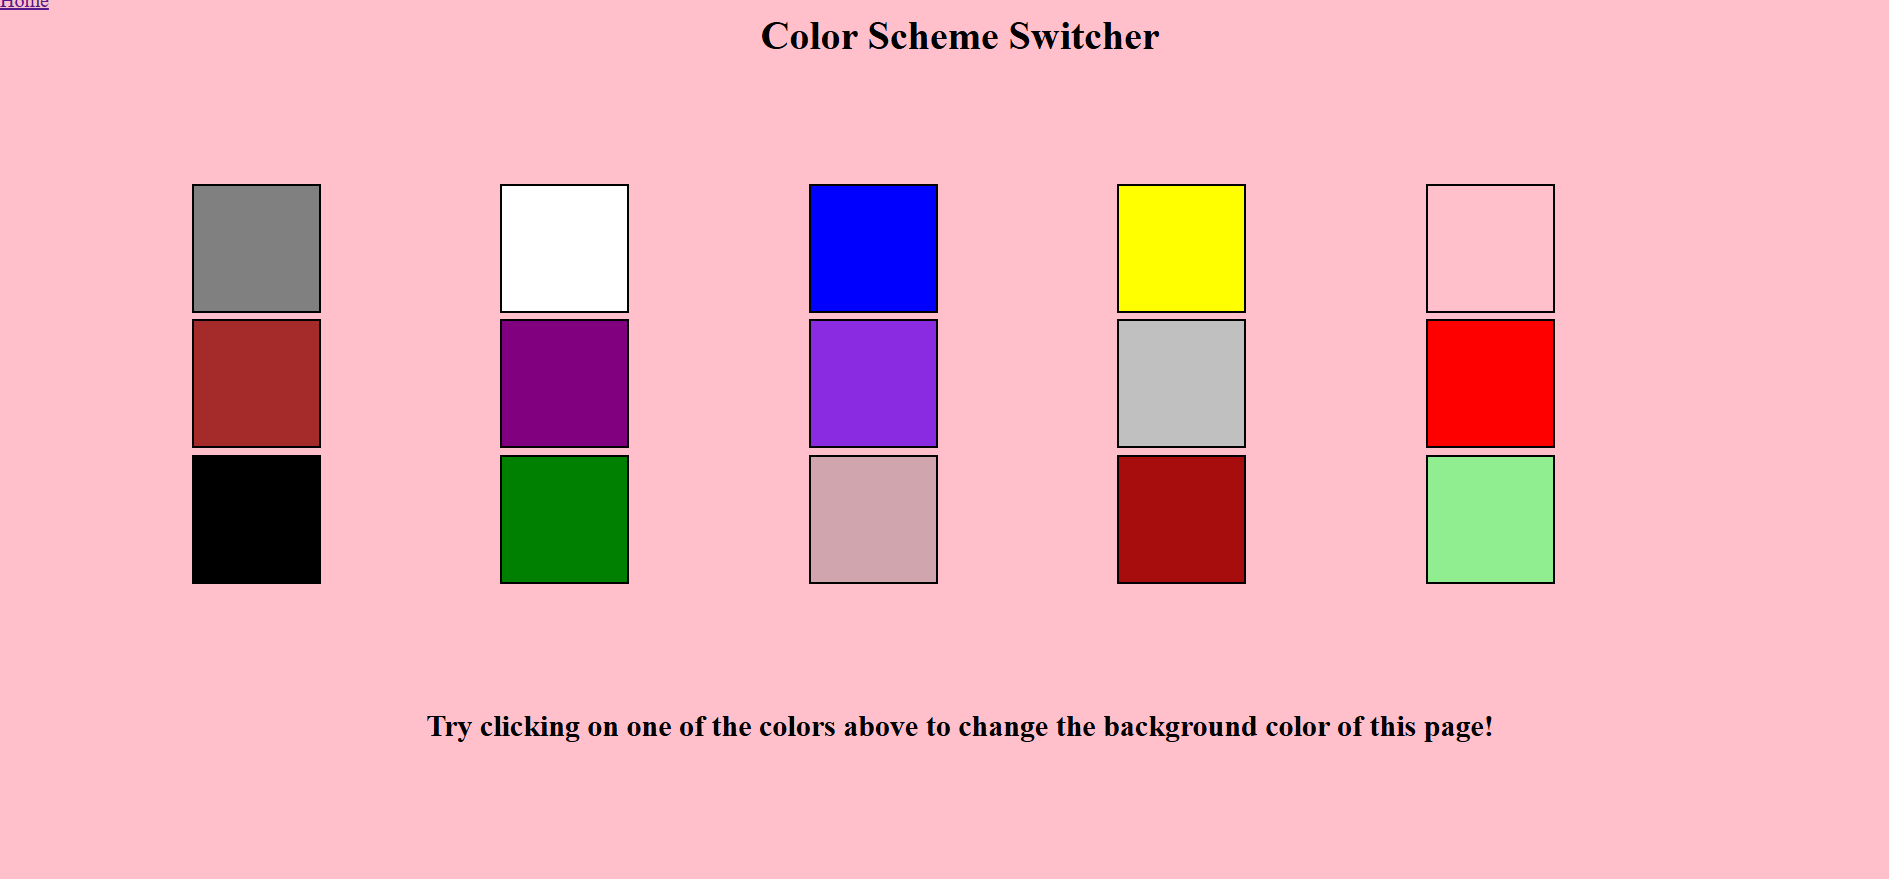 Home
Color Scheme Switcher
Try clicking on one of the colors above to change the background color of this page!